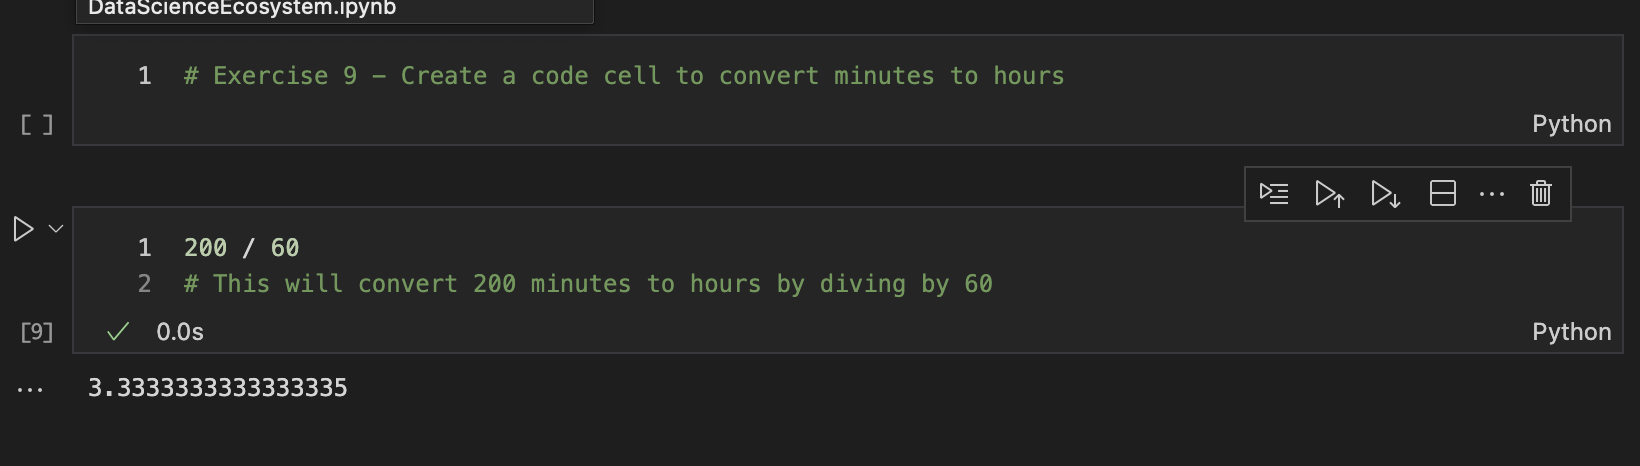 DataScienceEcosystem.ipynb
1 # Exercise 9 – Create a code cell to convert minutes to hours
[ ]
Python
1 200 / 60
2 # This will convert 200 minutes to hours by diving by 60
[9] 0.0s
Python
3.3333333333333335